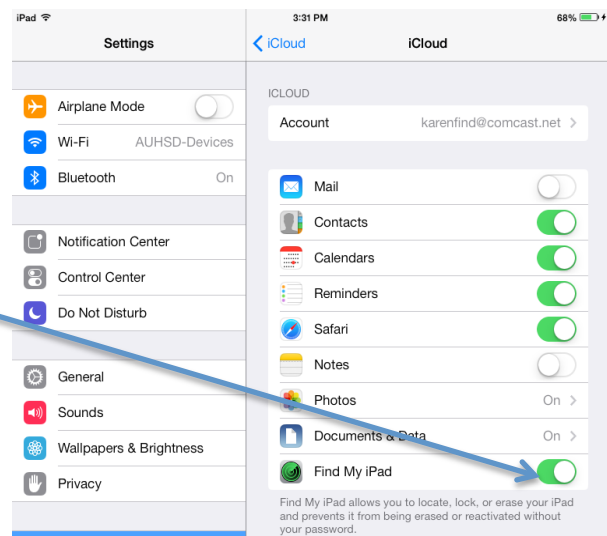 iPad
3:31 PM
68%
Settings
iCloud
iCloud
Airplane Mode
Wi-Fi AUHSD-Devices
Bluetooth On
Notification Center
Control Center
Do Not Disturb
General
Sounds
Wallpapers & Brightness
Privacy
ICLOUD
Account karenfind@comcast.net
Mail
Contacts
Calendars
Reminders
Safari
Notes
Photos On
Documents & Data On
Find My iPad
Find My iPad allows you to locate, lock, or erase your iPad
and prevents it from being erased or reactivated without
your password.